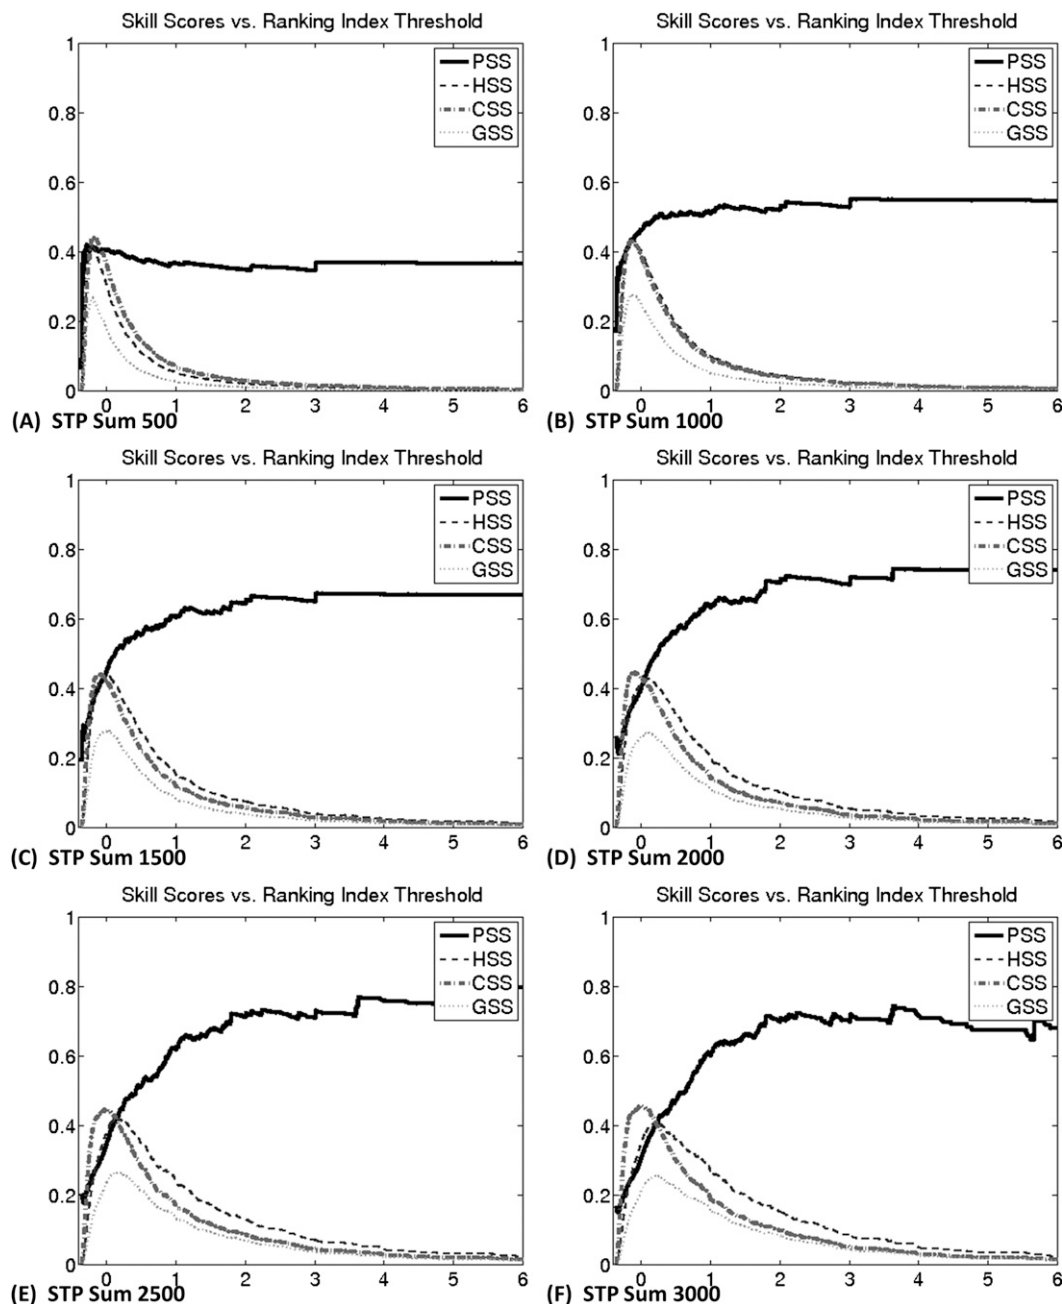 Skill Scores vs. Ranking Index Threshold
1
0.8
0.6
0.4
0.2
0
PSS
HSS
CSS
GSS
0 1 2 3 4 5 6
(A) STP Sum 500
Skill Scores vs. Ranking Index Threshold
1
0.8
0.6
0.4
0.2
0
PSS
HSS
CSS
GSS
0 1 2 3 4 5 6
(B) STP Sum 1000
Skill Scores vs. Ranking Index Threshold
1
0.8
0.6
0.4
0.2
0
PSS
HSS
CSS
GSS
0 1 2 3 4 5 6
(C) STP Sum 1500
Skill Scores vs. Ranking Index Threshold
1
0.8
0.6
0.4
0.2
0
PSS
HSS
CSS
GSS
0 1 2 3 4 5 6
(D) STP Sum 2000
Skill Scores vs. Ranking Index Threshold
1
0.8
0.6
0.4
0.2
0
PSS
HSS
CSS
GSS
0 1 2 3 4 5 6
(E) STP Sum 2500
Skill Scores vs. Ranking Index Threshold
1
0.8
0.6
0.4
0.2
0
PSS
HSS
CSS
GSS
0 1 2 3 4 5 6
(F) STP Sum 3000